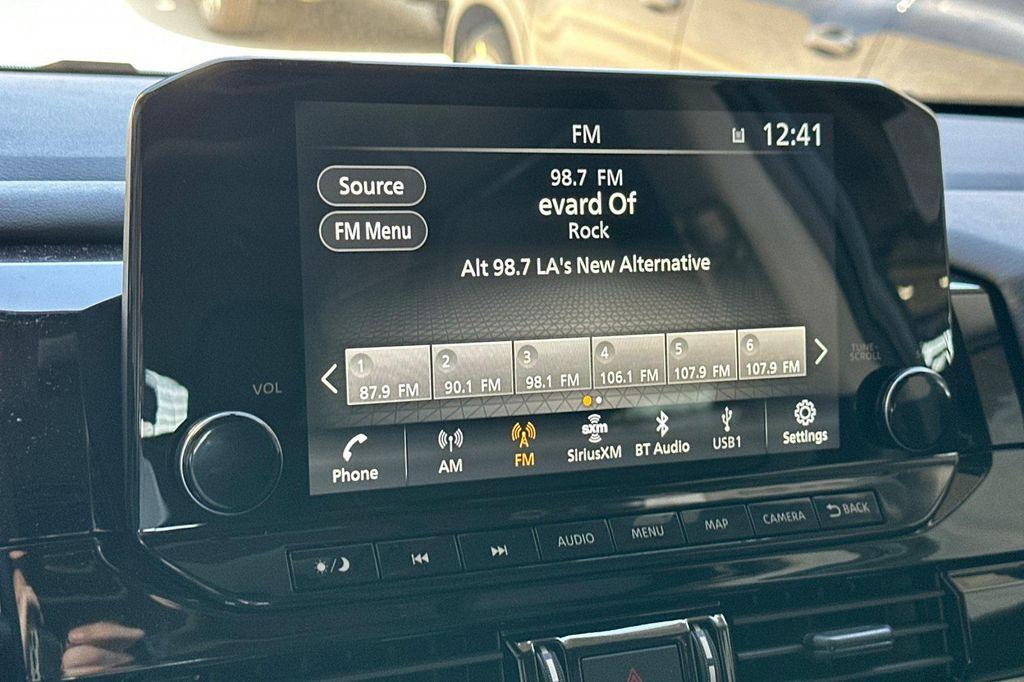 FM
12:41
Source
98.7 FM
evard Of
FM Menu
Rock
Alt 98.7 LA's New Alternative
1
87.9 FM
2
90.1 FM
3
98.1 FM
4
106.1 FM
5
107.9 FM
6
107.9 FM
VOL
TUNE-
SCROLL
Phone
AM
FM
sxm
SiriusXM
BT Audio
USB1
Settings
AUDIO
MENU
MAP
CAMERA
BACK